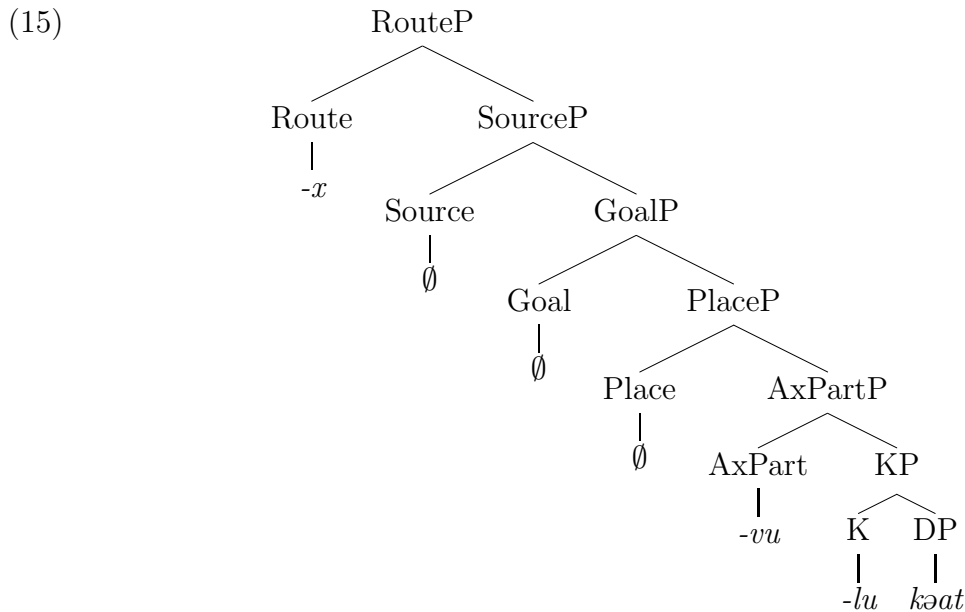 (15) RouteP
Route SourceP
-x
Source GoalP
∅
Goal PlaceP
∅
Place AxPartP
∅
AxPart KP
-vu
K DP
-lu kəat